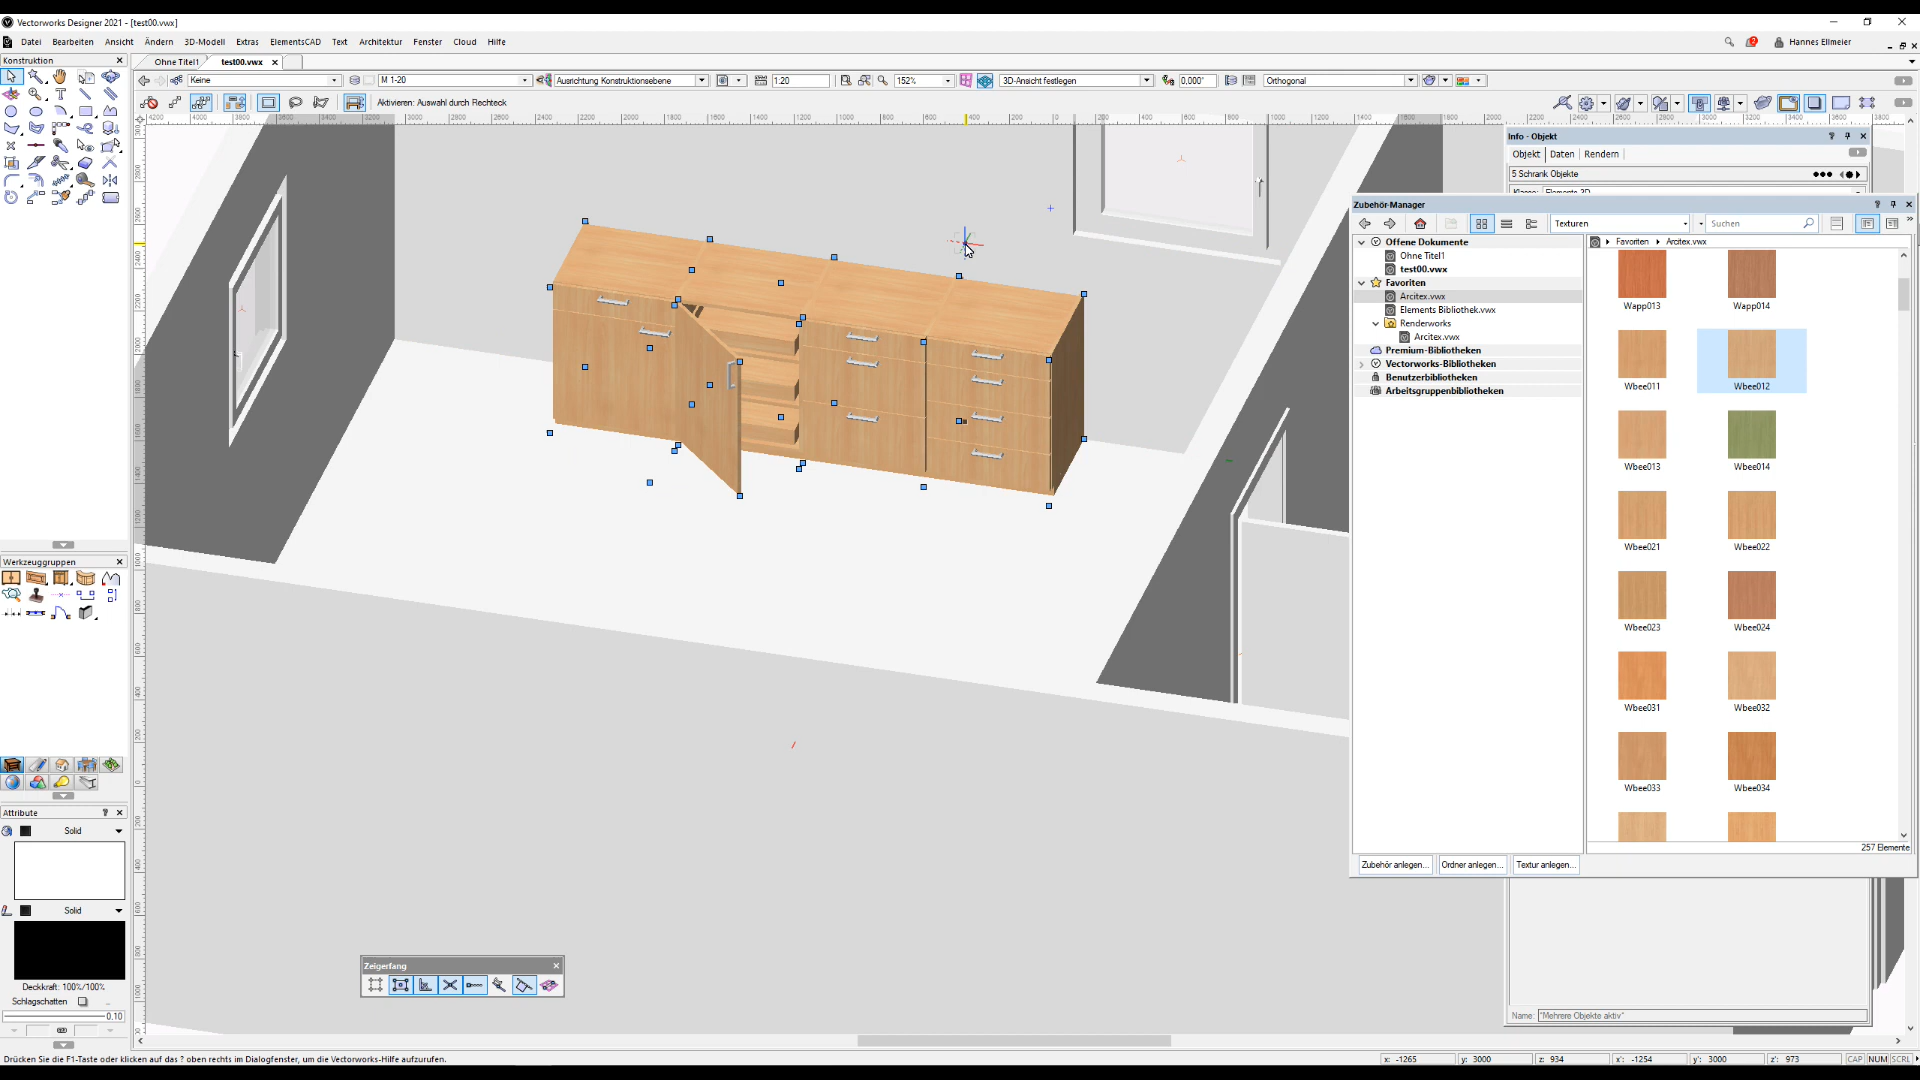 Vectorworks Designer 2021 - [test00.vwx]
Datei Bearbeiten Ansicht Ändern 3D-Modell Extras ElementsCAD Text Architektur Fenster Cloud Hilfe
Hannes Ellmeier
Konstruktion
Ohne Titel1 test00.vwx
Keine M 1-20 Ausrichtung Konstruktionsebene 1:20 152% 3D-Ansicht festlegen 0,000° Orthogonal
Aktivieren: Auswahl durch Rechteck
Info - Objekt
Objekt Daten Rendern
5 Schrank Objekte
Zubehör-Manager
Texturen Suchen
Offene Dokumente
Ohne Titel1
test00.vwx
Favoriten
Arcitex.vwx
Elements Bibliothek.vwx
Renderworks
Arcitex.vwx
Premium-Bibliotheken
Vectorworks-Bibliotheken
Benutzerbibliotheken
Arbeitsgruppenbibliotheken
Favoriten Arcitex.vwx
Wapp013 Wapp014
Wbee011 Wbee012
Wbee013 Wbee014
Wbee021 Wbee022
Wbee023 Wbee024
Wbee031 Wbee032
Wbee033 Wbee034
257 Elemente
Zubehör anlegen... Ordner anlegen... Textur anlegen...
Werkzeuggruppen
Attribute
Solid
Solid
Deckkraft: 100%/100%
Schlagschatten
0.10
Zeigerfang
Name: "Mehrere Objekte aktiv"
Drücken Sie die F1-Taste oder klicken auf das ? oben rechts im Dialogfenster, um die Vectorworks-Hilfe aufzurufen.
x: -1265 y: 3000 z: 934 x': -1254 y': 3000 z': 973 CAP NUM SCRL